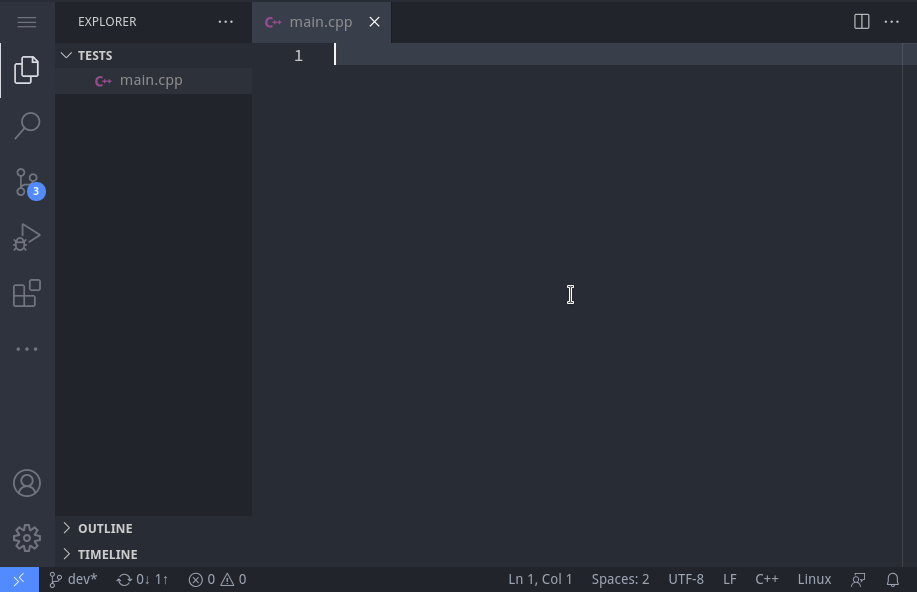 EXPLORER
main.cpp
TESTS
main.cpp
1
3
OUTLINE
TIMELINE
dev* 0↓ 1↑ 0 0 Ln 1, Col 1 Spaces: 2 UTF-8 LF C++ Linux